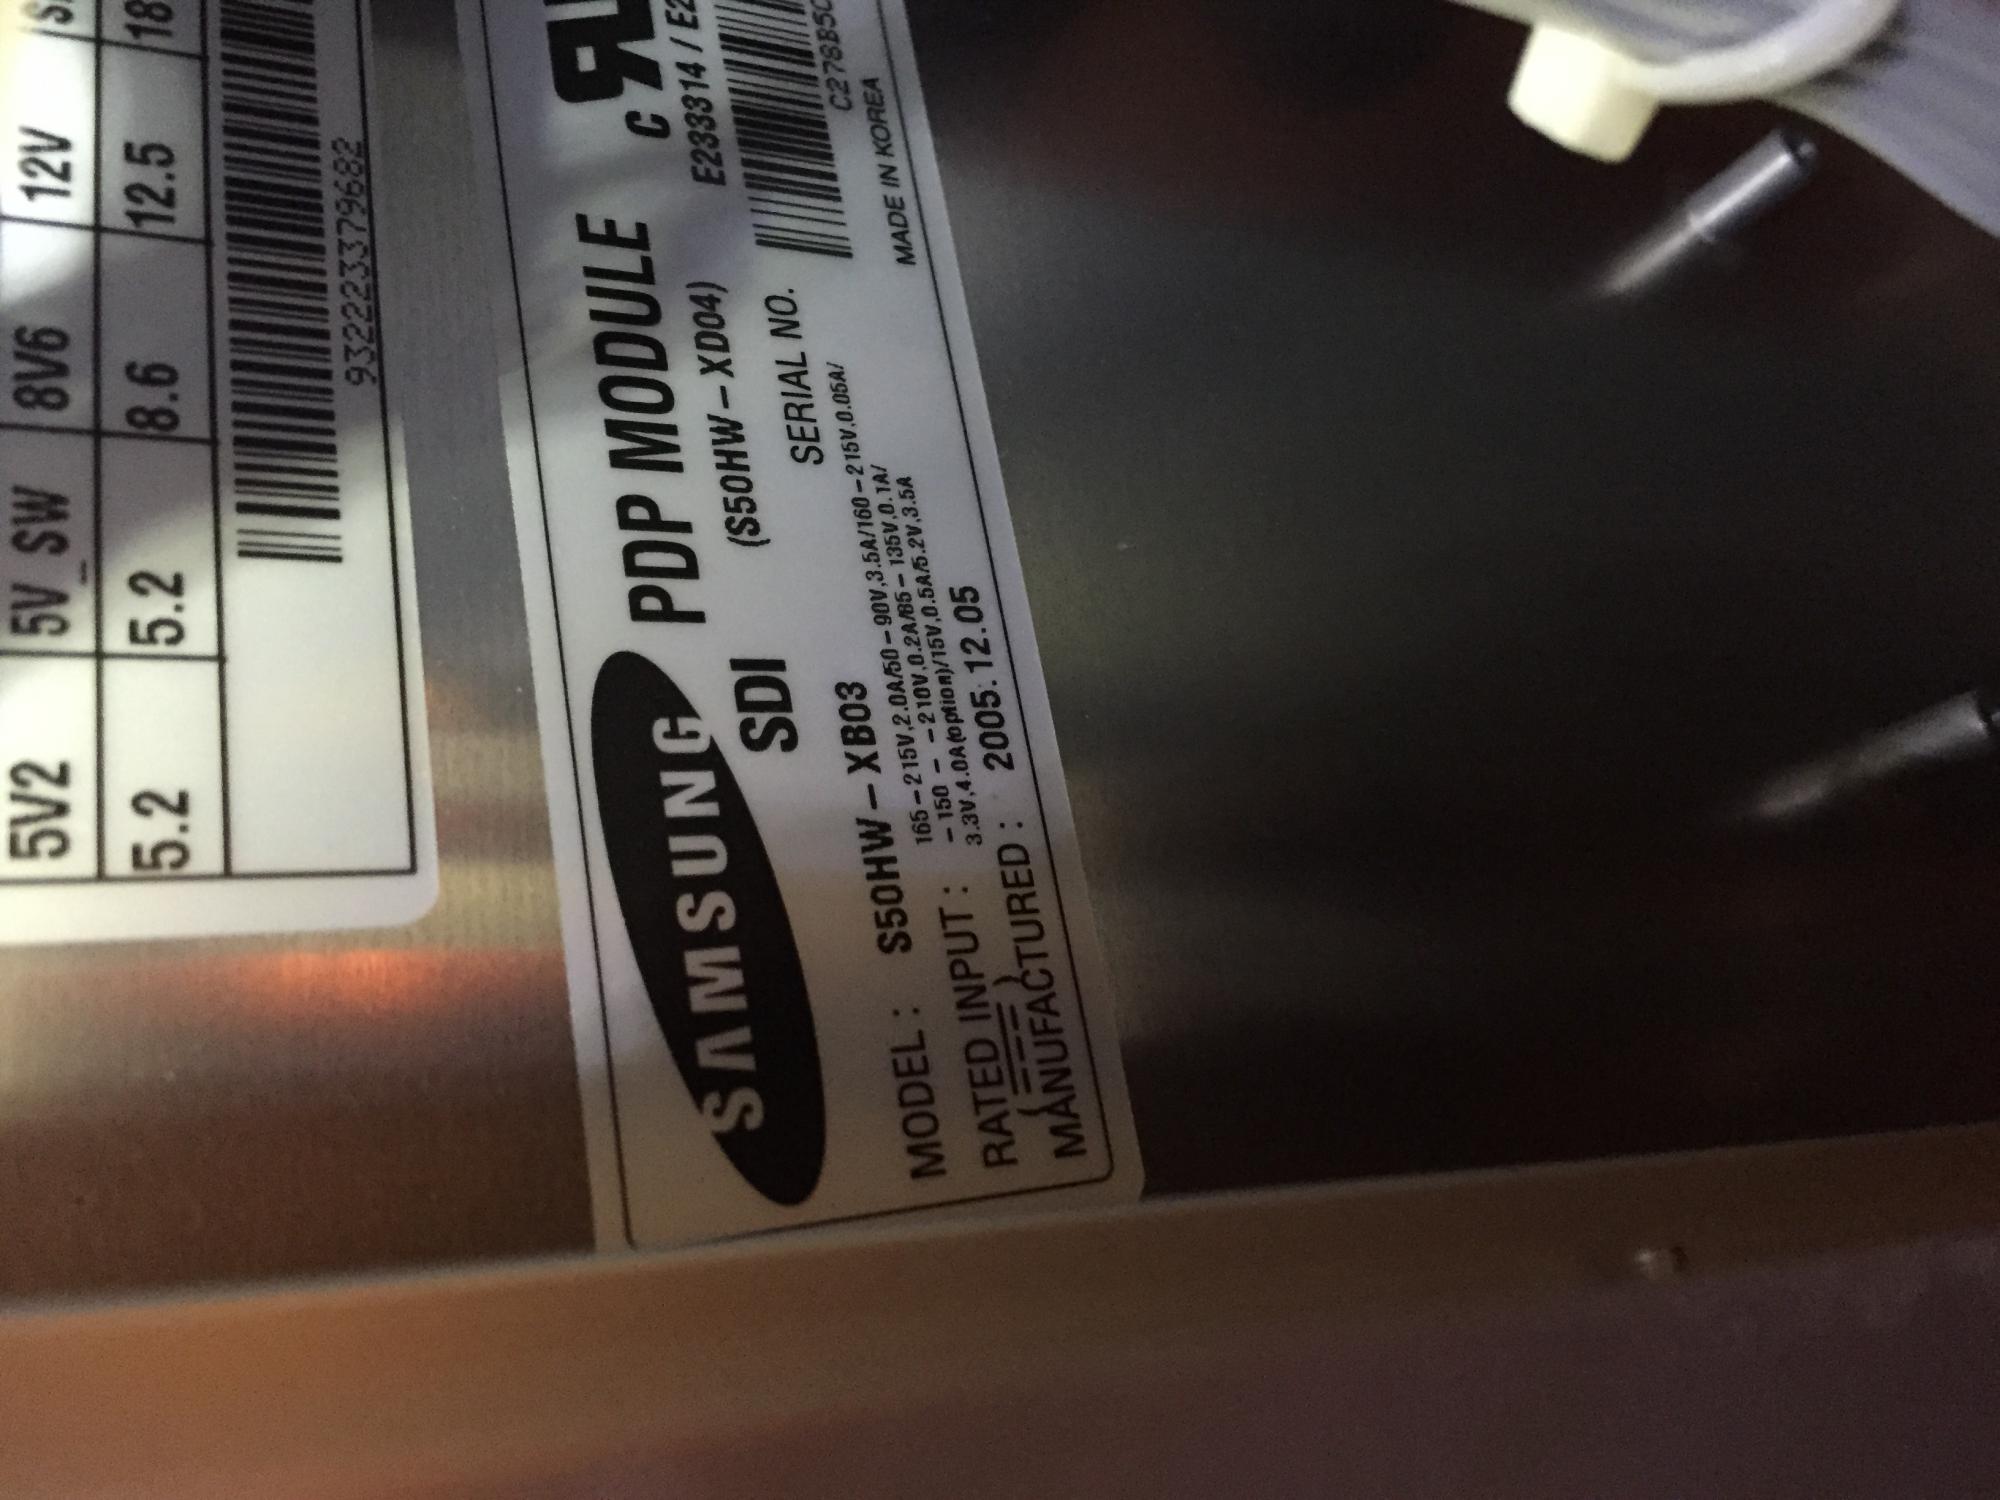 5V2 5V_SW 8V6 12V
5.2 5.2 8.6 12.5 18
9322233379682
SAMSUNG PDP MODULE
SDI (S50HW-XD04) E233314 / E2
SERIAL NO.
C278B50
MADE IN KOREA
MODEL : S50HW-XB03
RATED INPUT : 165-215V,2.0A/50-90V,3.5A/160-215V,0.05A/
-150 - -210V,0.2A/85-135V,0.1A/
3.3V,4.0A(option)/15V,0.5A/5.2V,3.5A
MANUFACTURED : 2005.12.05